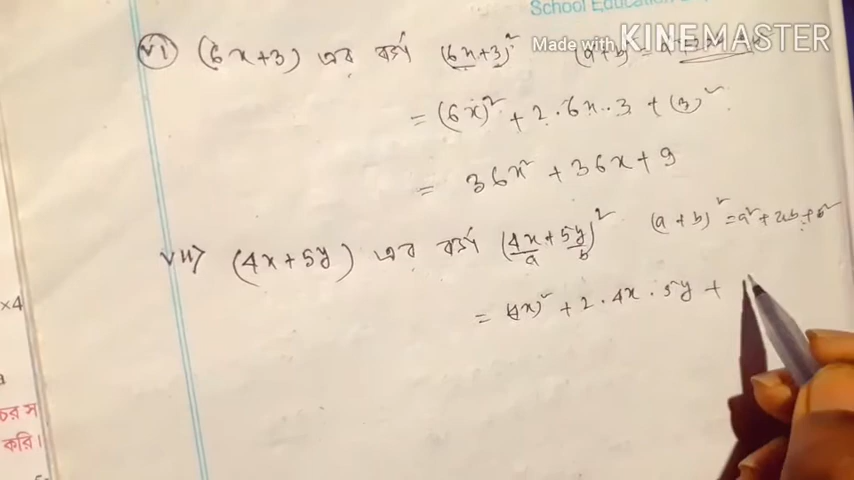 School Education
Made with KINEMASTER
(vi) (6x+3) এর বর্গ (6x+3)² (a+b)² =
= (6x)² + 2·6x·3 + (3)²
= 36x² + 36x + 9
vii) (4x+5y) এর বর্গ (4x+5y)² (a+b)² = a²+2ab+b²
a b
= (4x)² + 2·4x·5y +
×4
চর স
করি।